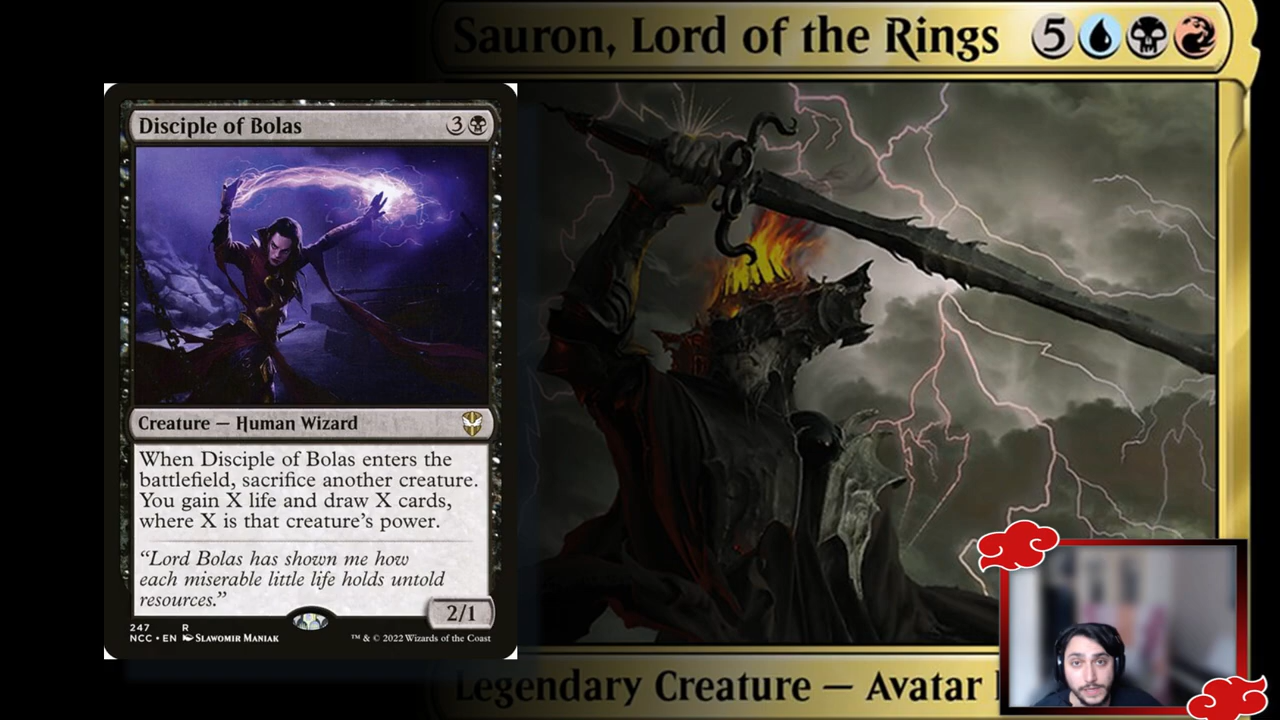 Sauron, Lord of the Rings 5
Disciple of Bolas 3
Creature — Human Wizard
When Disciple of Bolas enters the
battlefield, sacrifice another creature.
You gain X life and draw X cards,
where X is that creature's power.
“Lord Bolas has shown me how
each miserable little life holds untold
resources.”
2/1
247 R
NCC • EN Slawomir Maniak
™ & © 2022 Wizards of the Coast
Legendary Creature — Avatar